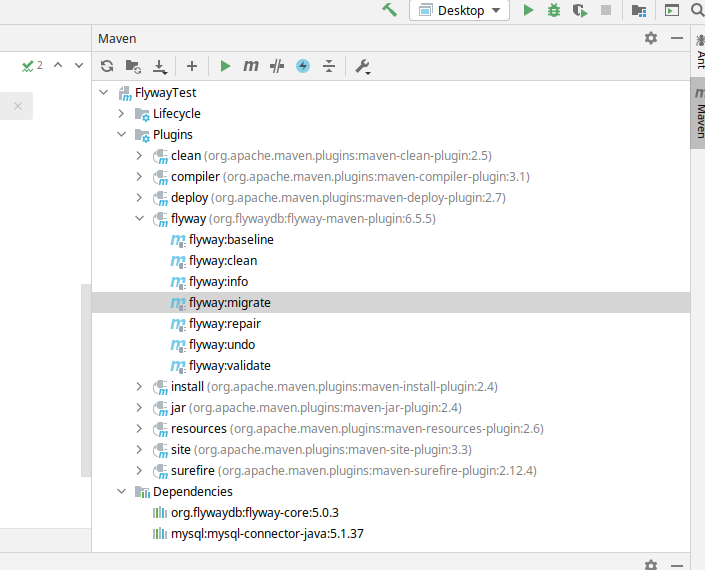 Desktop
Maven
2
FlywayTest
Lifecycle
Plugins
clean (org.apache.maven.plugins:maven-clean-plugin:2.5)
compiler (org.apache.maven.plugins:maven-compiler-plugin:3.1)
deploy (org.apache.maven.plugins:maven-deploy-plugin:2.7)
flyway (org.flywaydb:flyway-maven-plugin:6.5.5)
flyway:baseline
flyway:clean
flyway:info
flyway:migrate
flyway:repair
flyway:undo
flyway:validate
install (org.apache.maven.plugins:maven-install-plugin:2.4)
jar (org.apache.maven.plugins:maven-jar-plugin:2.4)
resources (org.apache.maven.plugins:maven-resources-plugin:2.6)
site (org.apache.maven.plugins:maven-site-plugin:3.3)
surefire (org.apache.maven.plugins:maven-surefire-plugin:2.12.4)
Dependencies
org.flywaydb:flyway-core:5.0.3
mysql:mysql-connector-java:5.1.37
Ant
Maven